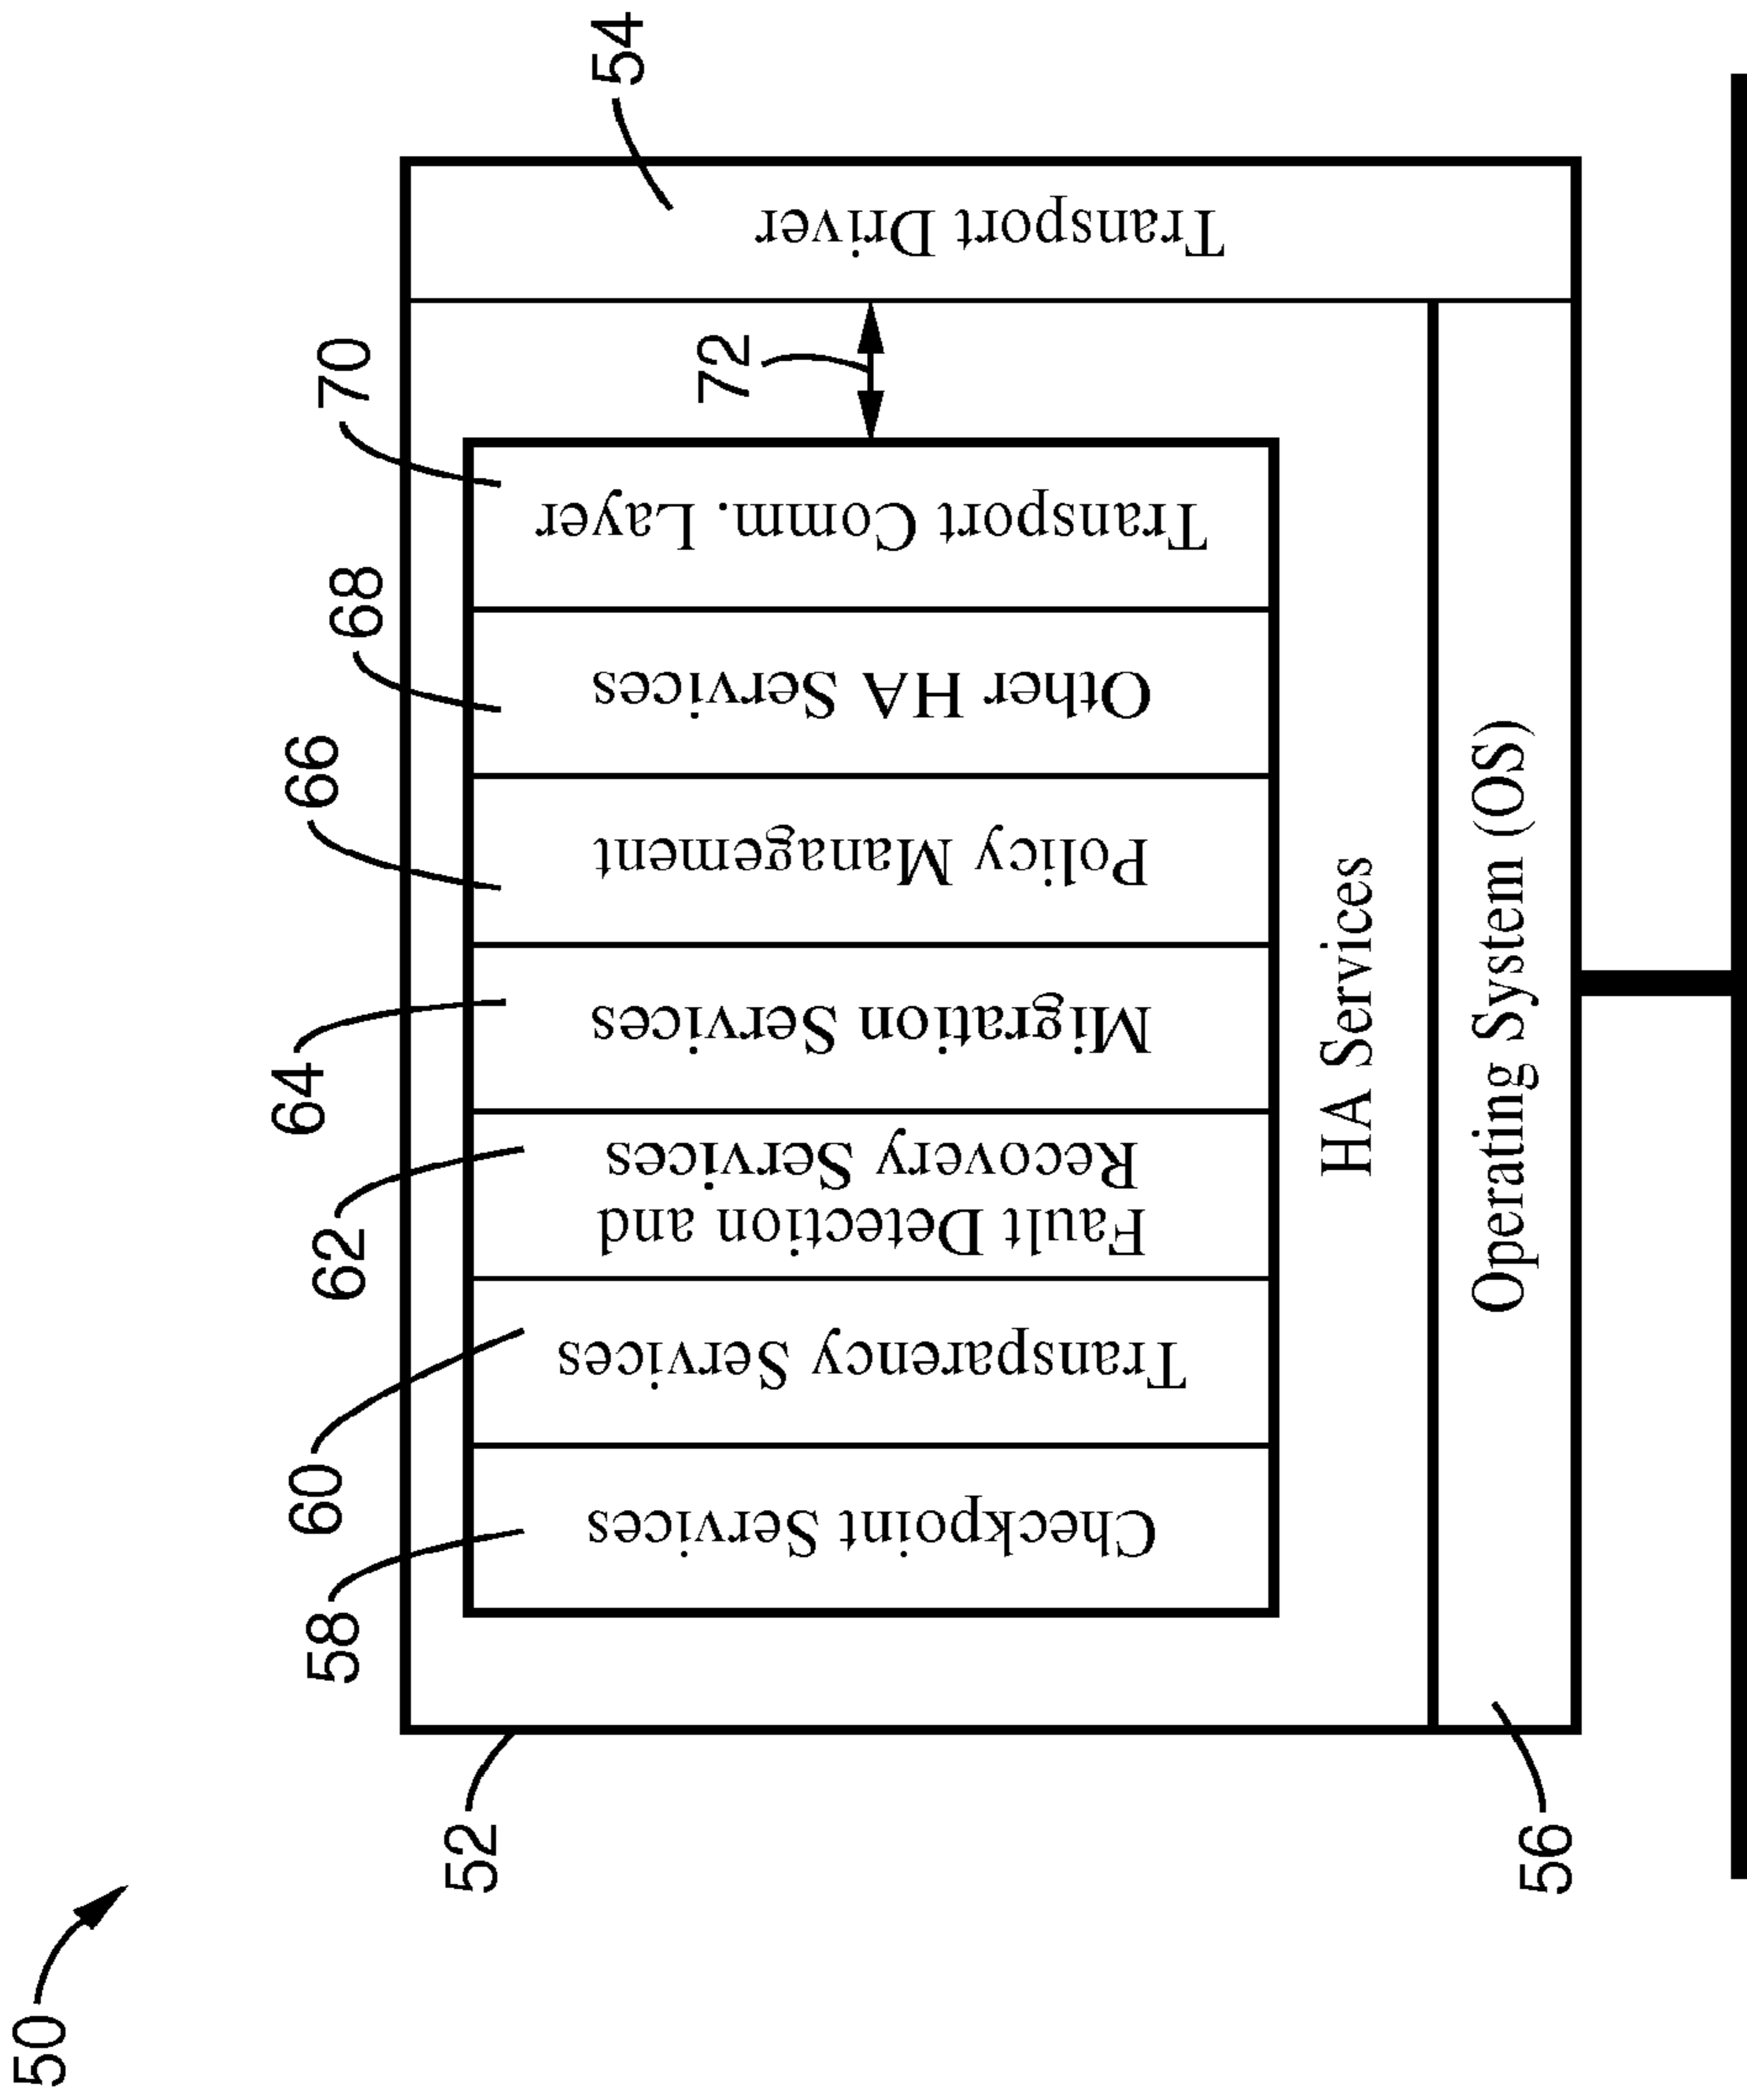 50
52
58
60
62
64
66
68
70
54
72
56
Checkpoint Services
Transparency Services
Fault Detection and
Recovery Services
Migration Services
Policy Management
Other HA Services
Transport Comm. Layer
Transport Driver
HA Services
Operating System (OS)